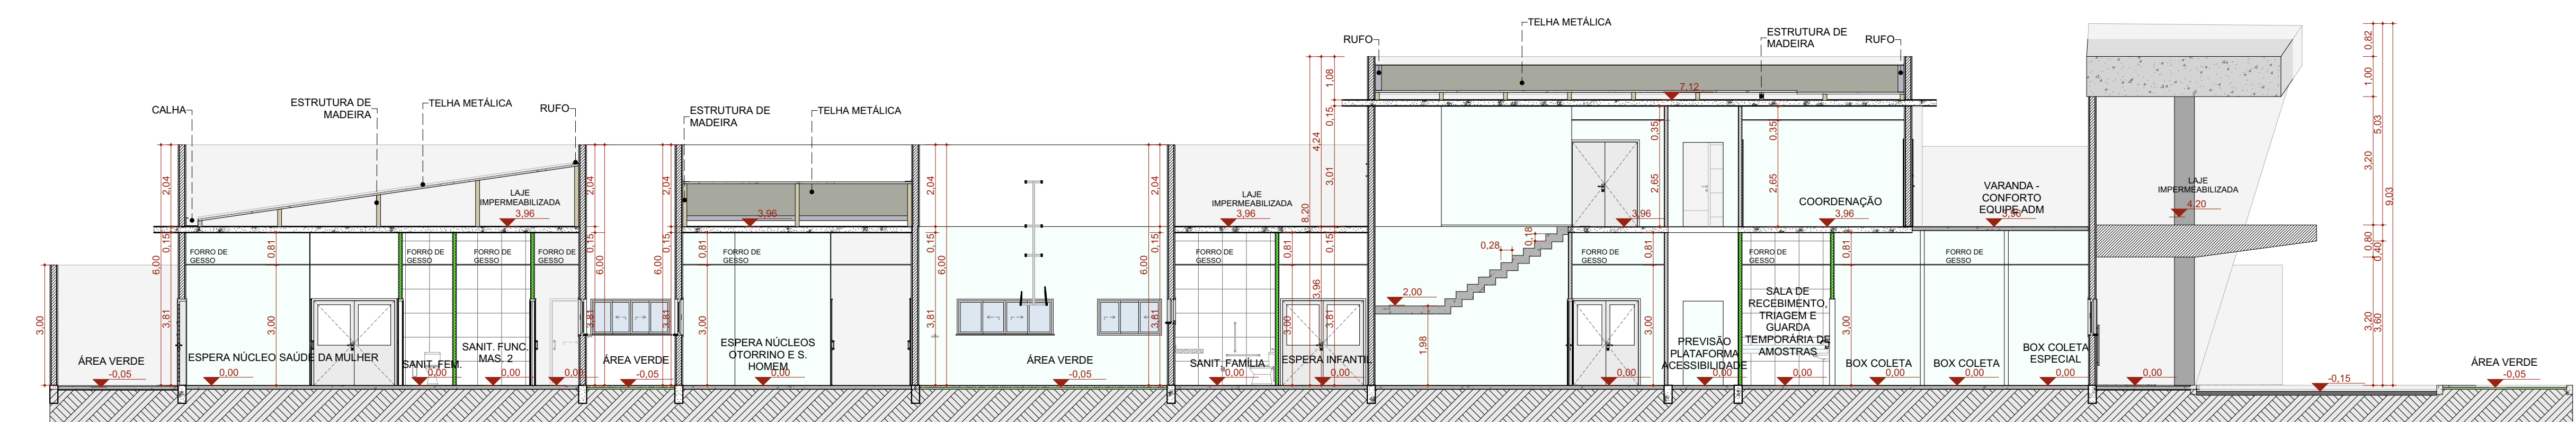 TELHA METÁLICA
RUFO
ESTRUTURA DE
MADEIRA
RUFO
CALHA
ESTRUTURA DE
MADEIRA
TELHA METÁLICA
RUFO
ESTRUTURA DE
MADEIRA
TELHA METÁLICA
7,12
0,82
1,00
5,03
3,20
9,03
0,80
0,40
3,20
3,60
1,08
0,15
4,24
3,01
8,20
0,15
3,96
3,81
0,35
2,65
0,35
2,65
2,04
0,15
6,00
3,81
2,04
0,15
6,00
3,81
2,04
0,15
6,00
3,81
2,04
0,15
6,00
3,81
2,04
0,15
6,00
3,81
LAJE
IMPERMEABILIZADA
3,96
3,96
LAJE
IMPERMEABILIZADA
3,96
3,96
COORDENAÇÃO
3,96
VARANDA -
CONFORTO
EQUIPE ADM
3,96
LAJE
IMPERMEABILIZADA
4,20
FORRO DE
GESSO
0,81
FORRO DE
GESSO
FORRO DE
GESSO
FORRO DE
GESSO
0,81
FORRO DE
GESSO
FORRO DE
GESSO
0,81
0,28
0,18
FORRO DE
GESSO
0,81
FORRO DE
GESSO
0,81
FORRO DE
GESSO
3,00
3,00
3,00
3,00
3,00
3,00
2,00
1,98
ÁREA VERDE
-0,05
ESPERA NÚCLEO SAÚDE DA MULHER
0,00
SANIT. FEM.
0,00
SANIT. FUNC.
MAS. 2
0,00
0,00
ÁREA VERDE
-0,05
ESPERA NÚCLEOS
OTORRINO E S.
HOMEM
0,00
ÁREA VERDE
-0,05
SANIT. FAMÍLIA
0,00
ESPERA INFANTIL
0,00
0,00
PREVISÃO
PLATAFORMA
ACESSIBILIDADE
0,00
SALA DE
RECEBIMENTO,
TRIAGEM E
GUARDA
TEMPORÁRIA DE
AMOSTRAS
0,00
BOX COLETA
0,00
BOX COLETA
0,00
BOX COLETA
ESPECIAL
0,00
0,00
-0,15
ÁREA VERDE
-0,05